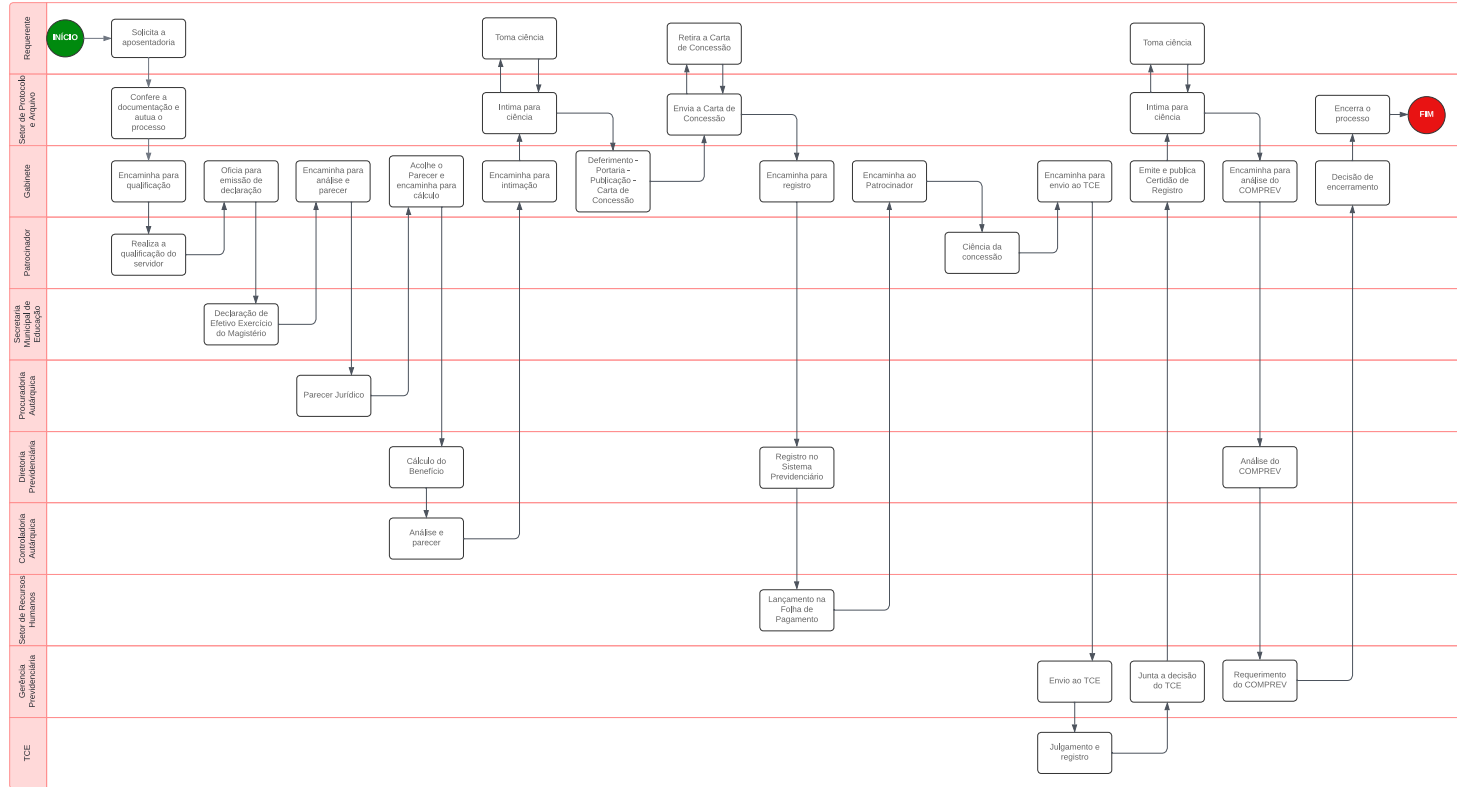 Requerente
INÍCIO
Solicita a
aposentadoria
Toma ciência
Retira a Carta
de Concessão
Toma ciência
Setor de Protocolo
e Arquivo
Confere a
documentação e
autua o
processo
Intima para
ciência
Envia a Carta de
Concessão
Intima para
ciência
Encerra o
processo
FIM
Gabinete
Encaminha para
qualificação
Oficia para
emissão de
declaração
Encaminha para
análise e
parecer
Acolhe o
Parecer e
encaminha para
cálculo
Encaminha para
intimação
Deferimento -
Portaria -
Publicação -
Carta de
Concessão
Encaminha para
registro
Encaminha ao
Patrocinador
Encaminha para
envio ao TCE
Emite e publica
Certidão de
Registro
Encaminha para
análise do
COMPREV
Decisão de
encerramento
Patrocinador
Realiza a
qualificação do
servidor
Ciência da
concessão
Secretaria
Municipal de
Educação
Declaração de
Efetivo Exercício
do Magistério
Procuradoria
Autárquica
Parecer Jurídico
Diretoria
Previdenciária
Cálculo do
Benefício
Registro no
Sistema
Previdenciário
Análise do
COMPREV
Controladoria
Autárquica
Análise e
parecer
Setor de Recursos
Humanos
Lançamento na
Folha de
Pagamento
Gerência
Previdenciária
Envio ao TCE
Junta a decisão
do TCE
Requerimento
do COMPREV
TCE
Julgamento e
registro